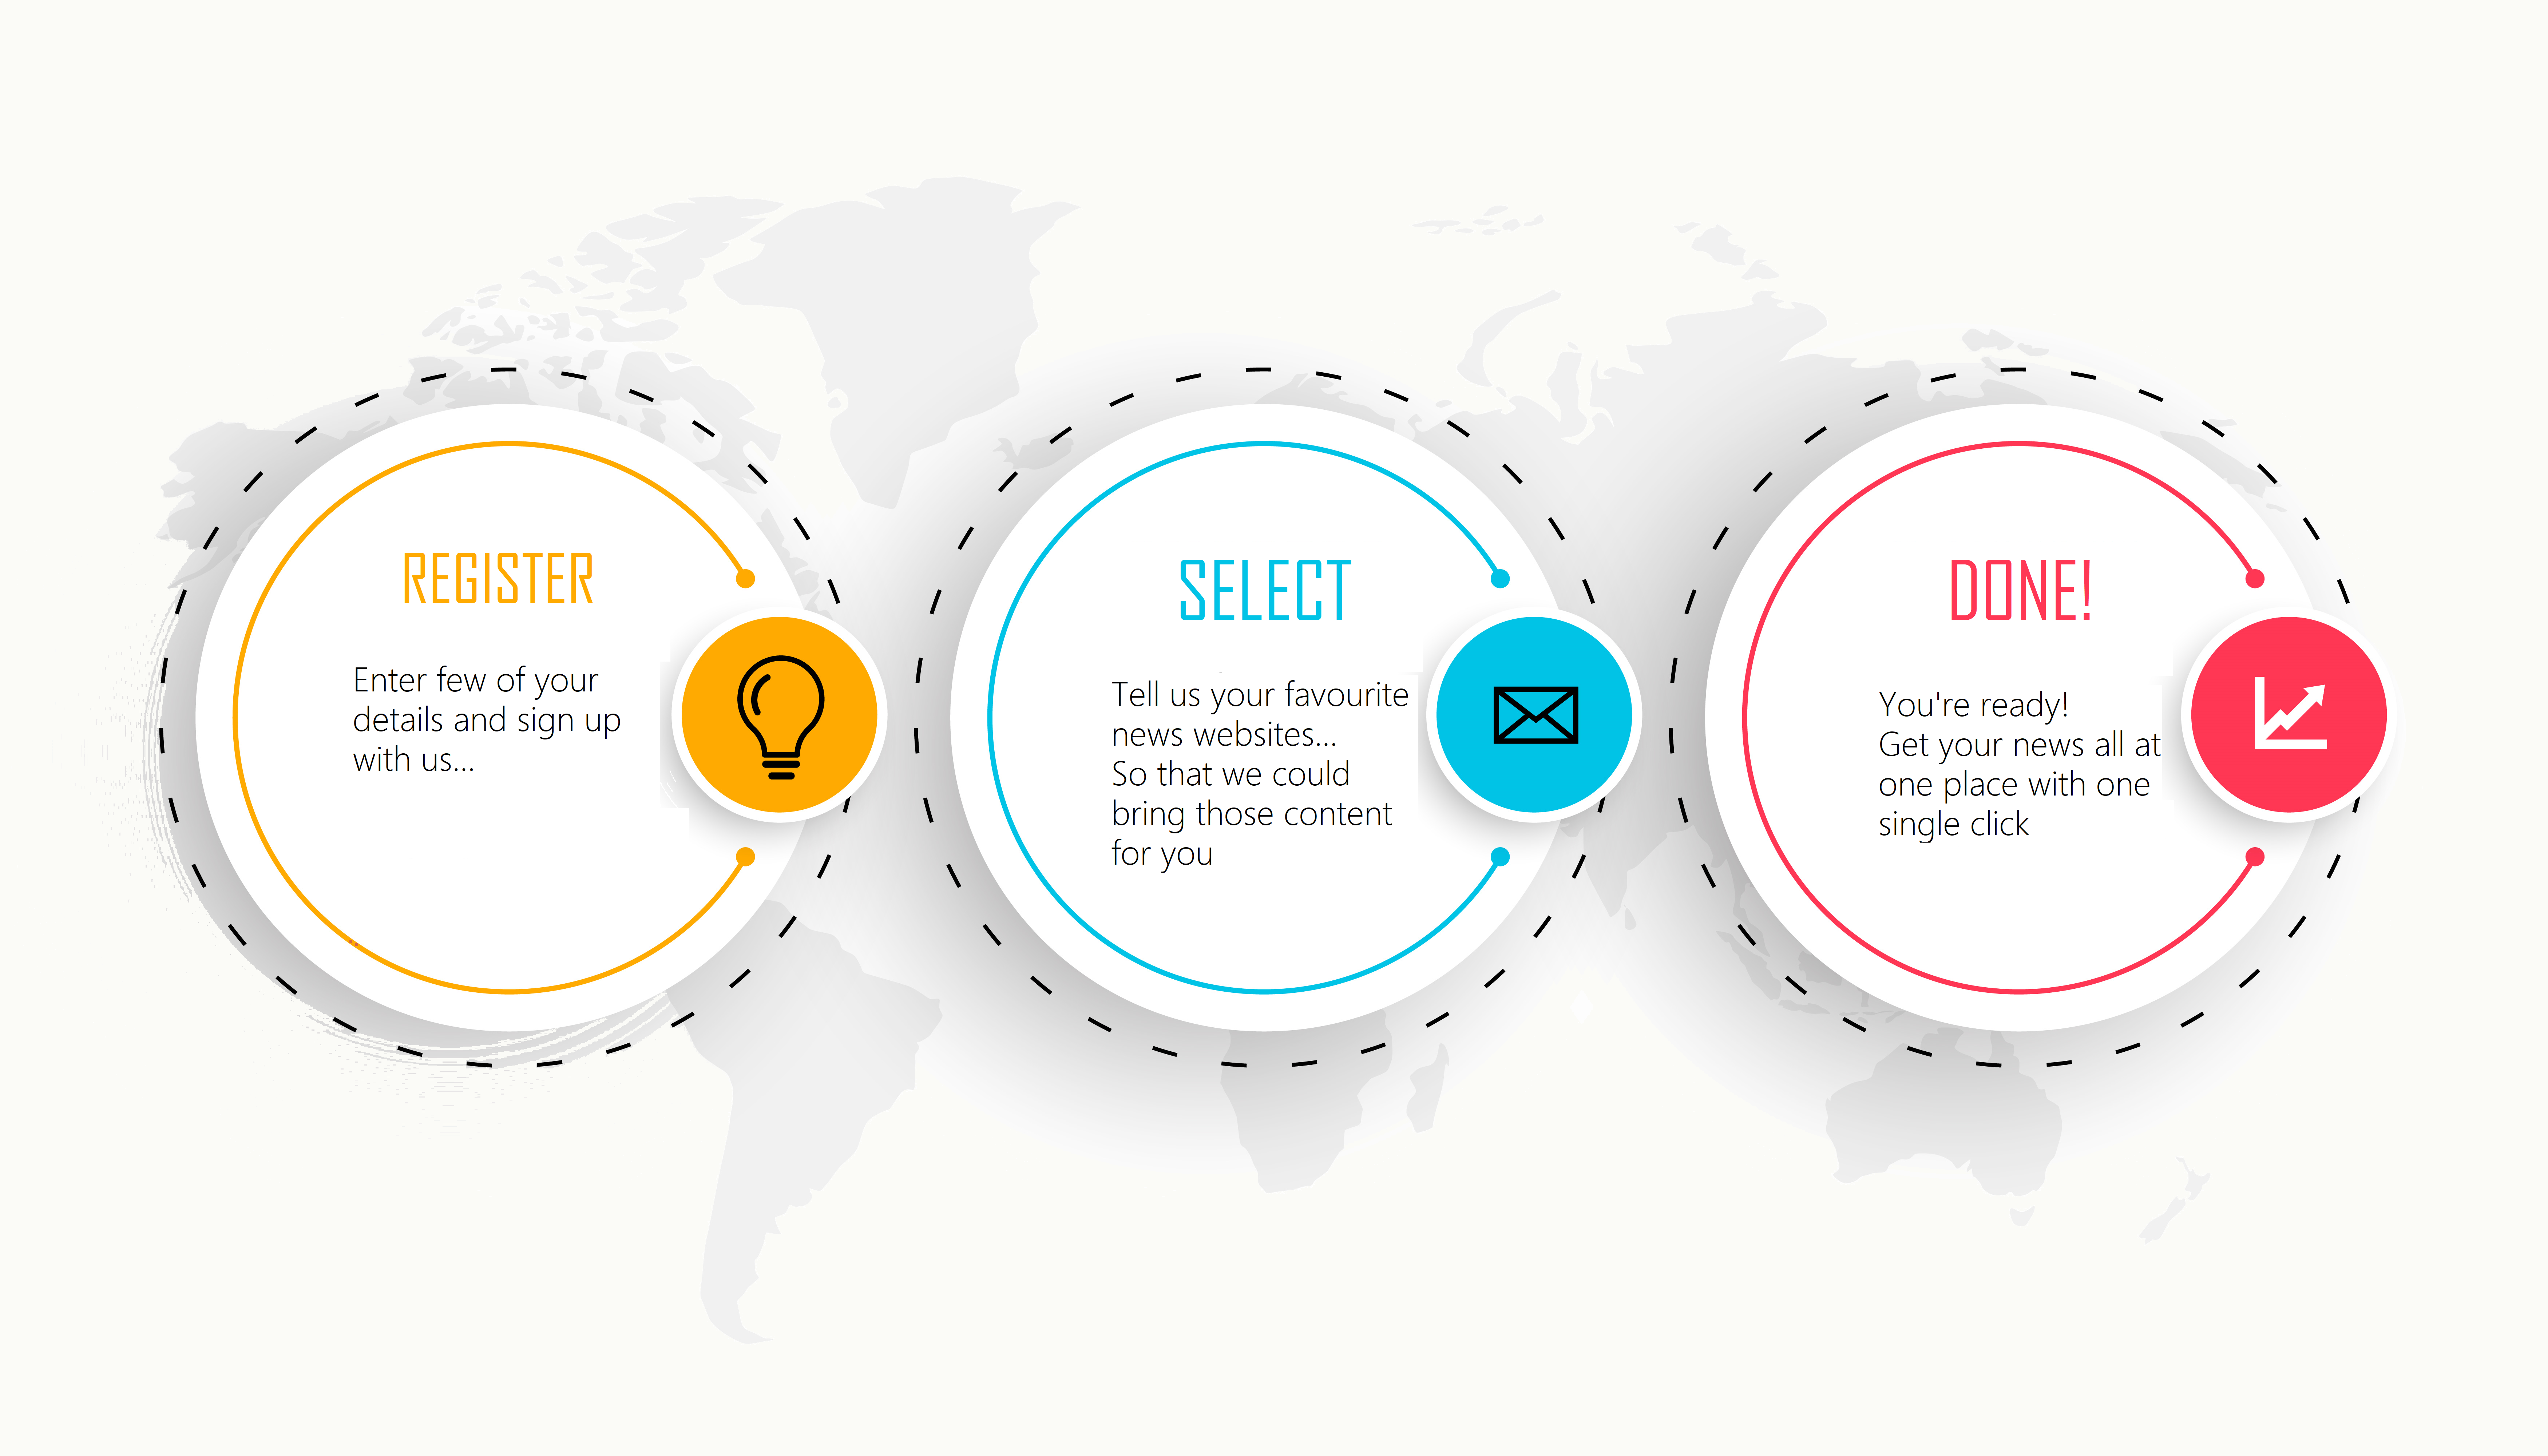 REGISTER
Enter few of your
details and sign up
with us...
SELECT
Tell us your favourite
news websites...
So that we could
bring those content
for you
DONE!
You're ready!
Get your news all at
one place with one
single click